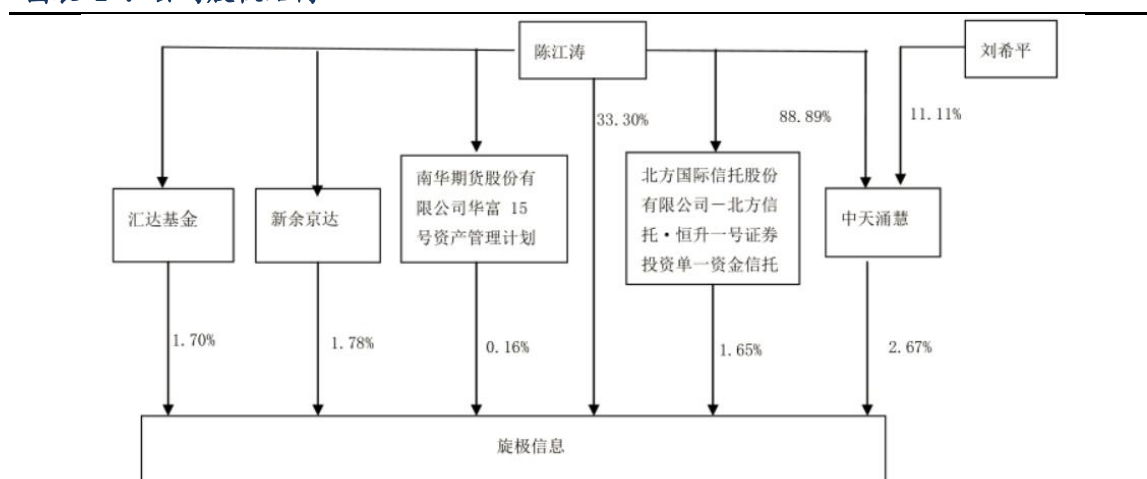 陈江涛
刘希平
33.30%
88.89%
11.11%
汇达基金
新余京达
南华期货股份有
限公司华富 15
号资产管理计划
北方国际信托股份
有限公司－北方信
托·恒升一号证券
投资单一资金信托
中天涌慧
1.70%
1.78%
0.16%
1.65%
2.67%
旋极信息